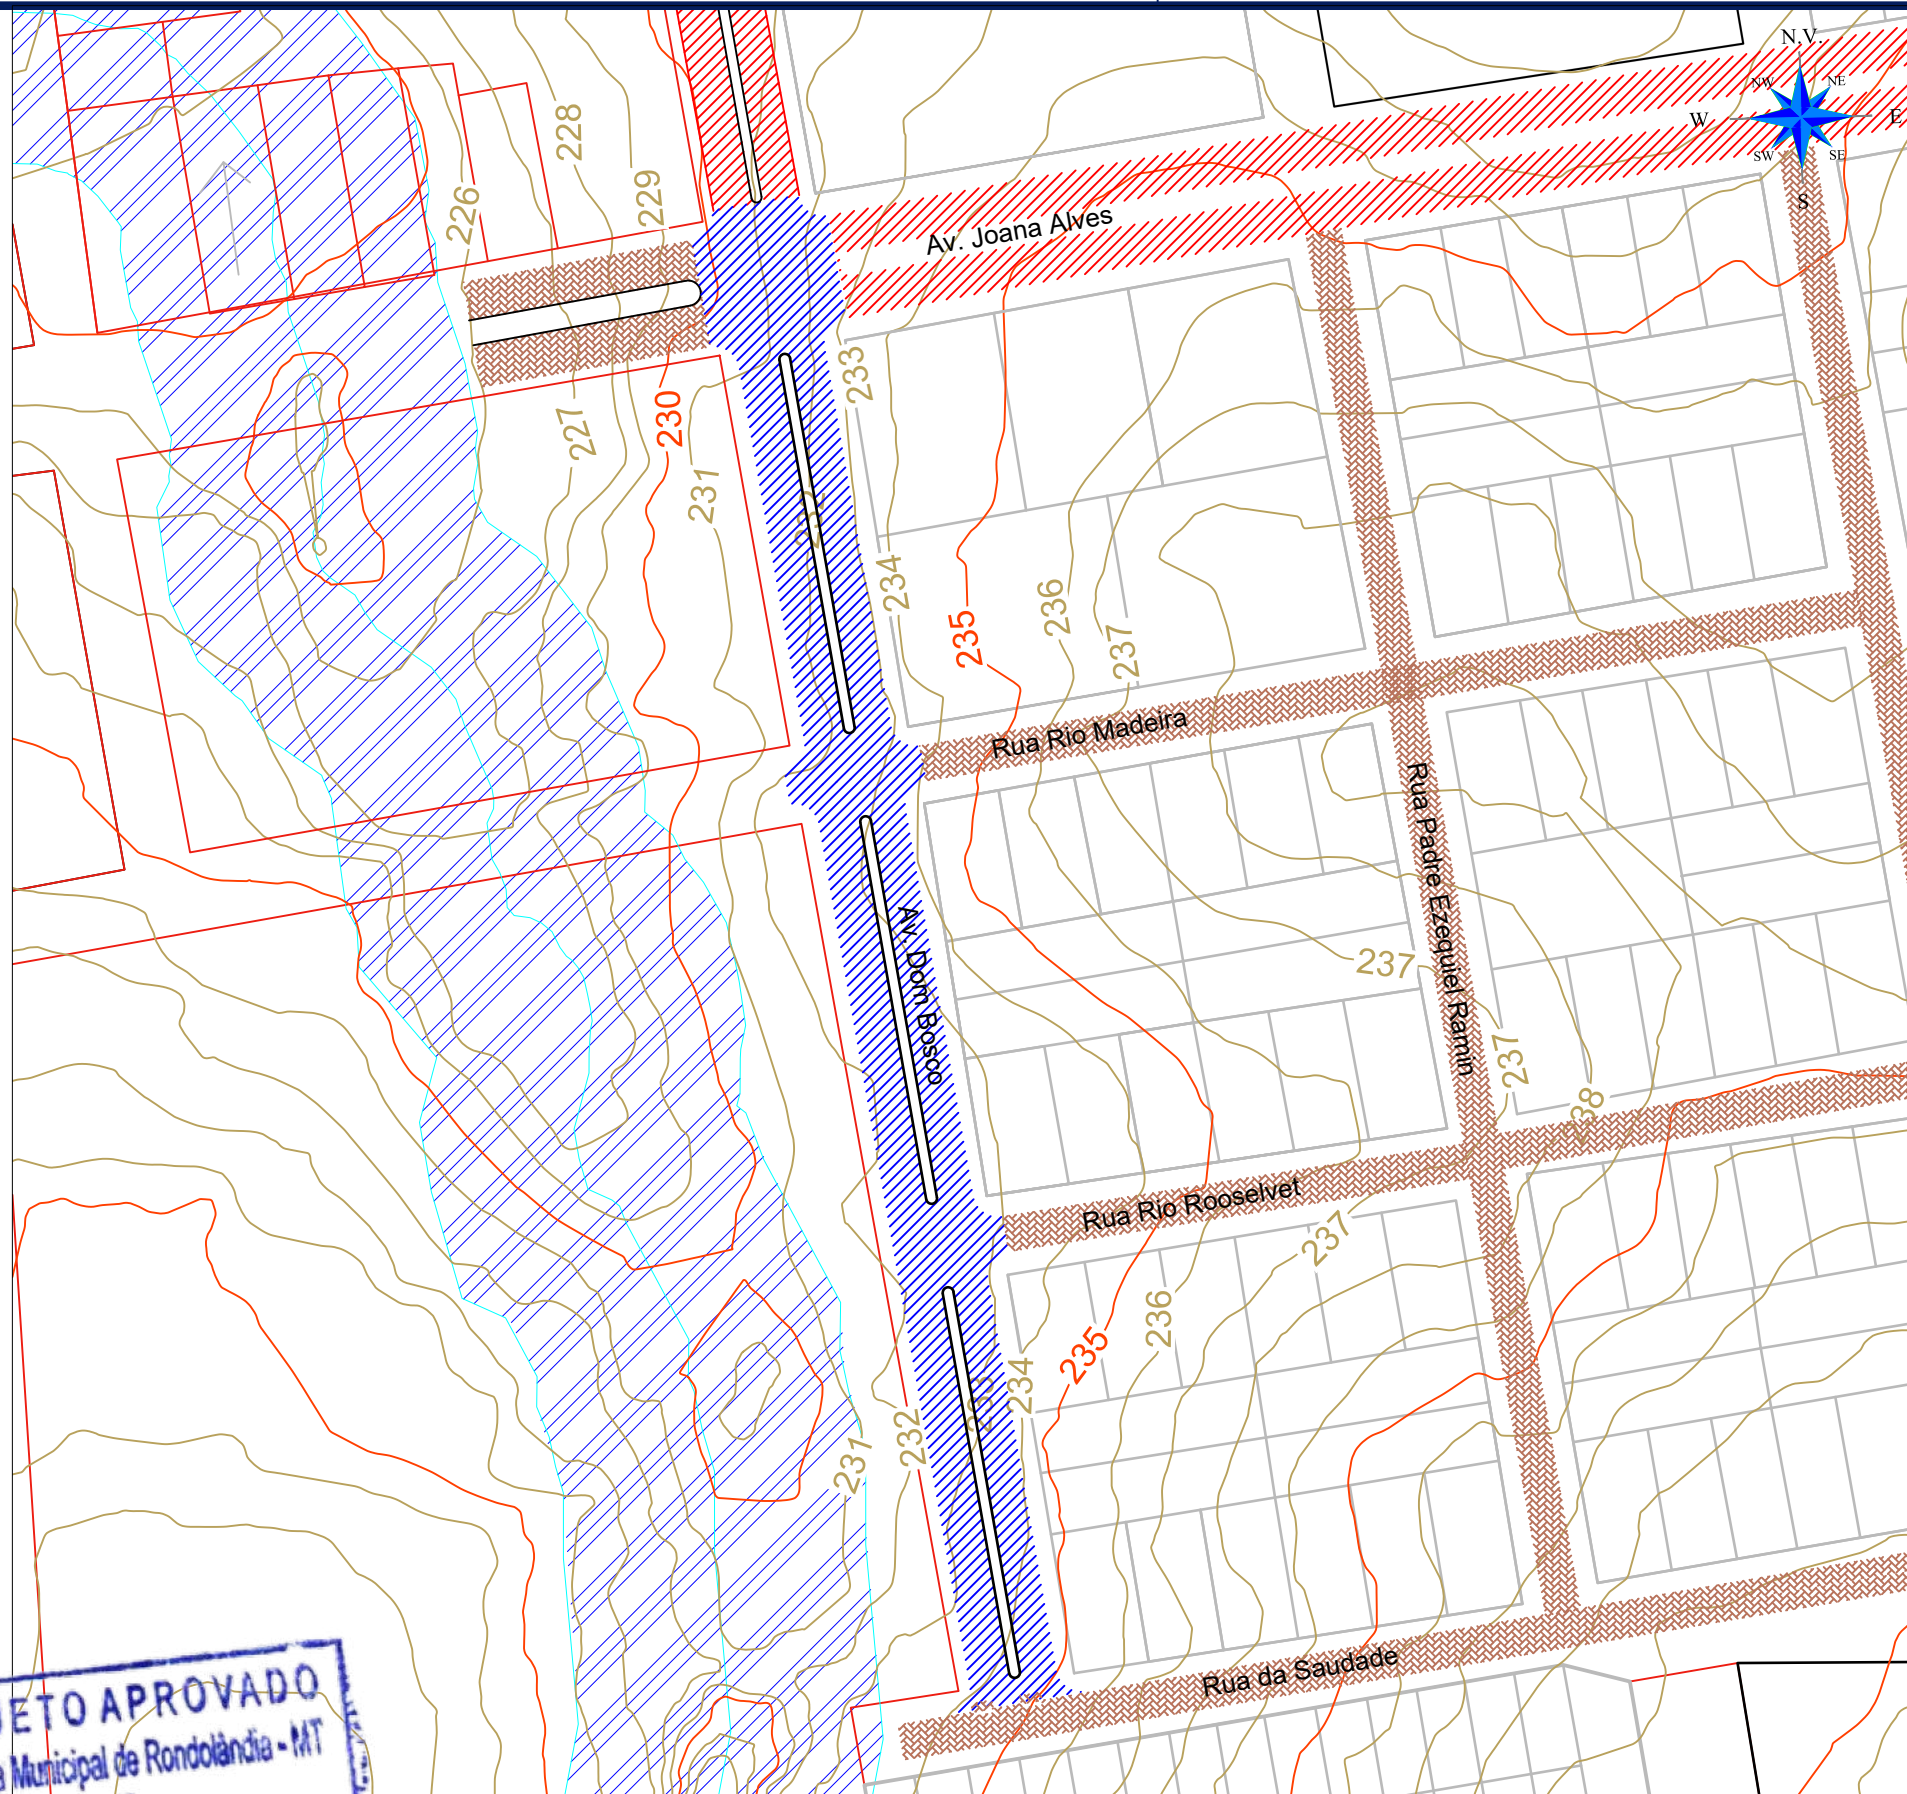 N.V.
NW
NE
W
E
SW
SE
S
228
229
226
Av. Joana Alves
233
230
227
231
234
236
235
237
Rua Rio Madeira
Rua Padre Ezequiel Ramin
Av. Dom Bosco
237
237
38
Rua Rio Rooselvet
237
236
235
234
232
231
Rua da Saudade
JETO APROVADO
Municipal de Rondolândia - MT